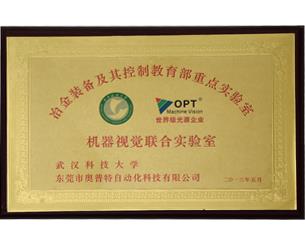 冶金装备及其控制教育部重点实验室
OPT
Machine Vision
世界级光源企业
机器视觉联合实验室
武汉科技大学
东莞市奥普特自动化科技有限公司
二〇一三年五月